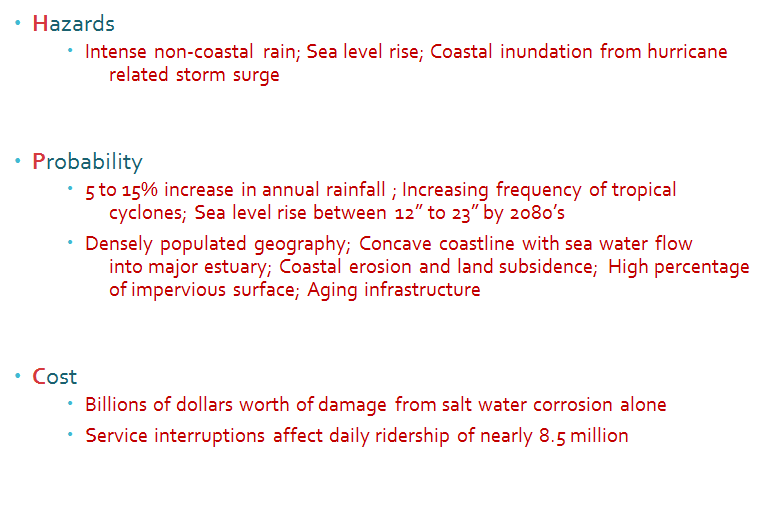 • Hazards
• Intense non-coastal rain; Sea level rise; Coastal inundation from hurricane
related storm surge
• Probability
• 5 to 15% increase in annual rainfall ; Increasing frequency of tropical
cyclones; Sea level rise between 12” to 23” by 2080’s
• Densely populated geography; Concave coastline with sea water flow
into major estuary; Coastal erosion and land subsidence; High percentage
of impervious surface; Aging infrastructure
• Cost
• Billions of dollars worth of damage from salt water corrosion alone
• Service interruptions affect daily ridership of nearly 8.5 million